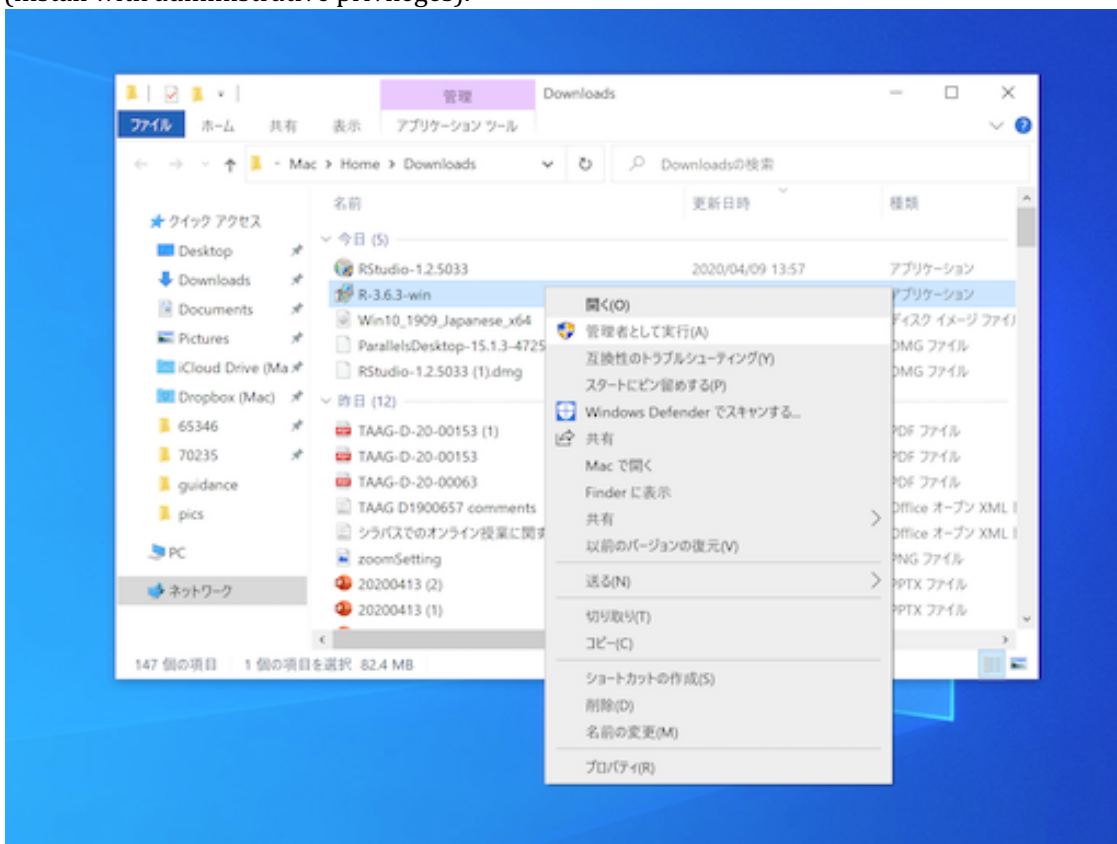 (install with administrative privileges).
管理 Downloads
ファイル ホーム 共有 表示 アプリケーション ツール
Mac > Home > Downloads Downloadsの検索
名前 更新日時 種類
クイック アクセス
Desktop
Downloads
Documents
Pictures
iCloud Drive (Ma
Dropbox (Mac)
65346
70235
guidance
pics
PC
ネットワーク
今日 (5)
RStudio-1.2.5033 2020/04/09 13:57 アプリケーション
R-3.6.3-win アプリケーション
Win10_1909_Japanese_x64 ディスク イメージ ファイ
ParallelsDesktop-15.1.3-4725 DMG ファイル
RStudio-1.2.5033 (1).dmg DMG ファイル
昨日 (12)
TAAG-D-20-00153 (1) PDF ファイル
TAAG-D-20-00153 PDF ファイル
TAAG-D-20-00063 PDF ファイル
TAAG D1900657 comments Office オープン XML
シラバスでのオンライン授業に関す Office オープン XML
zoomSetting PNG ファイル
20200413 (2) PPTX ファイル
20200413 (1) PPTX ファイル
147 個の項目 1 個の項目を選択 82.4 MB
開く(O)
管理者として実行(A)
互換性のトラブルシューティング(Y)
スタートにピン留めする(P)
Windows Defender でスキャンする...
共有
Mac で開く
Finder に表示
共有
以前のバージョンの復元(V)
送る(N)
切り取り(T)
コピー(C)
ショートカットの作成(S)
削除(D)
名前の変更(M)
プロパティ(R)